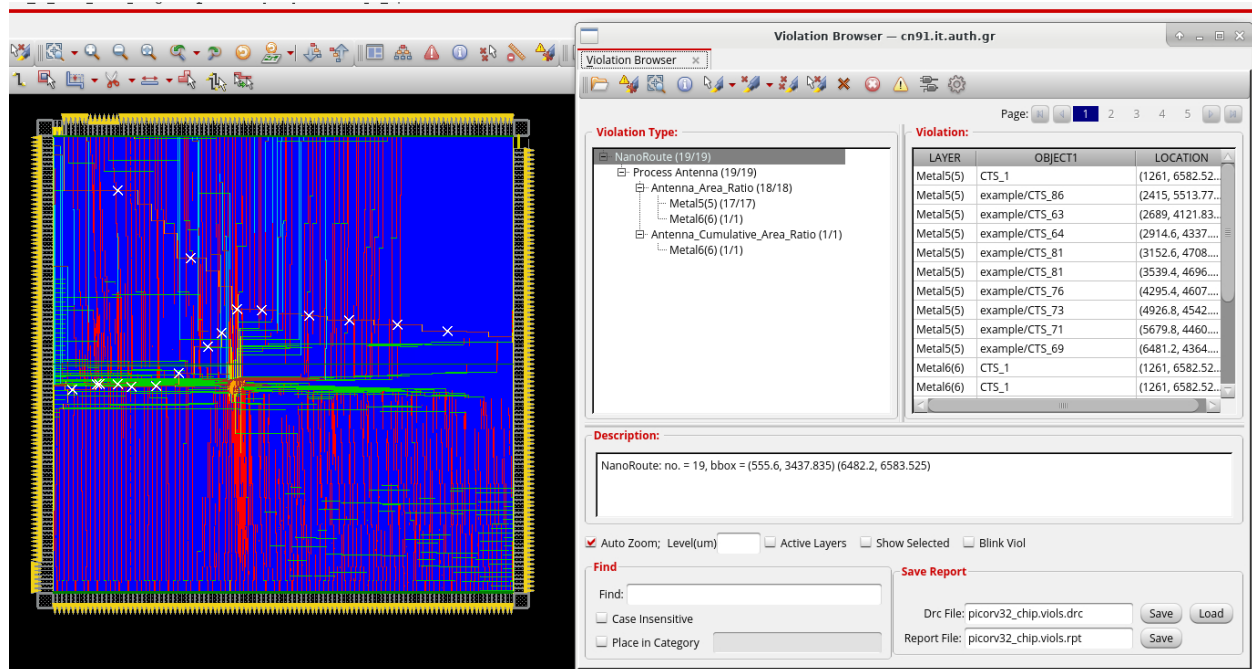 Violation Browser — cn91.it.auth.gr
Violation Browser ×
Page: 1 2 3 4 5
Violation Type:
NanoRoute (19/19)
Process Antenna (19/19)
Antenna_Area_Ratio (18/18)
Metal5(5) (17/17)
Metal6(6) (1/1)
Antenna_Cumulative_Area_Ratio (1/1)
Metal6(6) (1/1)
Violation:
LAYER OBJECT1 LOCATION
Metal5(5) CTS_1 (1261, 6582.52...
Metal5(5) example/CTS_86 (2415, 5513.77...
Metal5(5) example/CTS_63 (2689, 4121.83...
Metal5(5) example/CTS_64 (2914.6, 4337....
Metal5(5) example/CTS_81 (3152.6, 4708....
Metal5(5) example/CTS_81 (3539.4, 4696....
Metal5(5) example/CTS_76 (4295.4, 4607....
Metal5(5) example/CTS_73 (4926.8, 4542....
Metal5(5) example/CTS_71 (5679.8, 4460....
Metal5(5) example/CTS_69 (6481.2, 4364....
Metal6(6) CTS_1 (1261, 6582.52...
Metal6(6) CTS_1 (1261, 6582.52...
Description:
NanoRoute: no. = 19, bbox = (555.6, 3437.835) (6482.2, 6583.525)
Auto Zoom; Level(um) Active Layers Show Selected Blink Viol
Find
Find:
Case Insensitive
Place in Category
Save Report
Drc File: picorv32_chip.viols.drc Save Load
Report File: picorv32_chip.viols.rpt Save